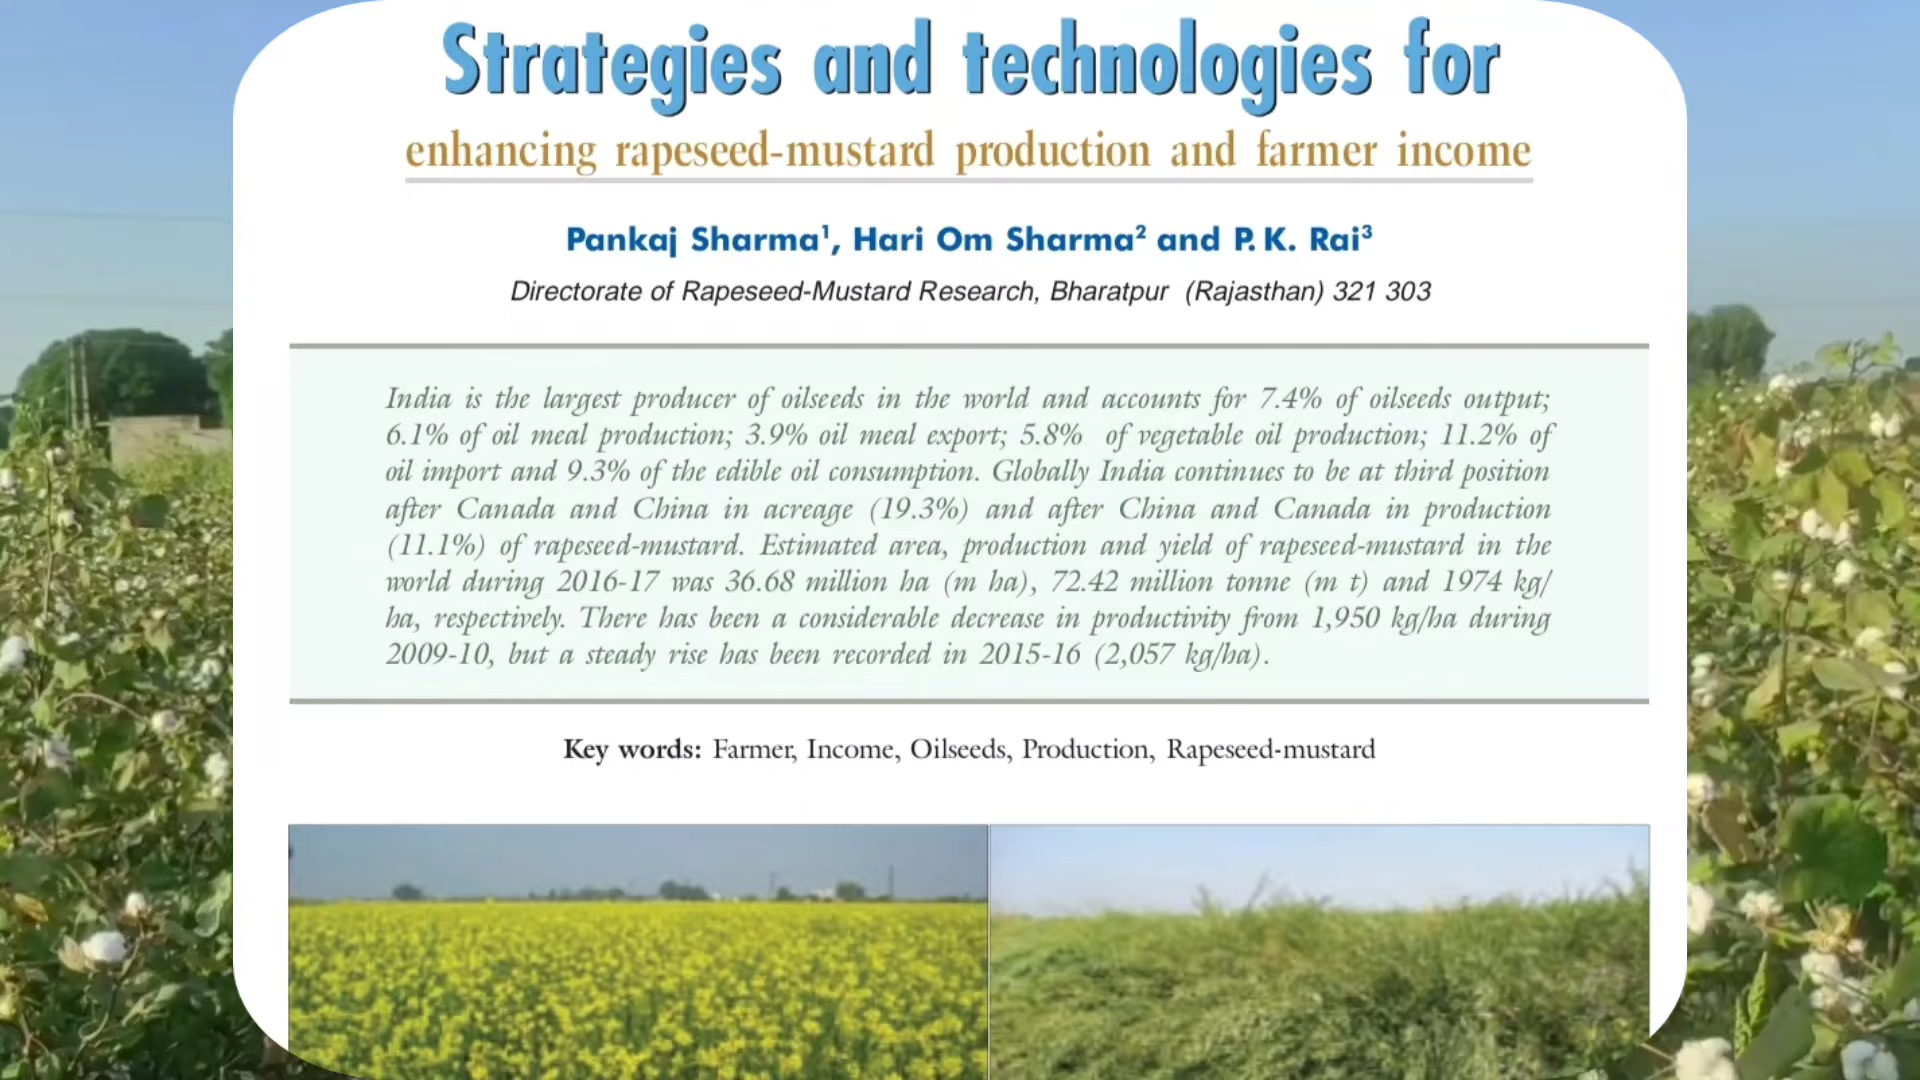 Strategies and technologies for
enhancing rapeseed-mustard production and farmer income
Pankaj Sharma¹, Hari Om Sharma² and P. K. Rai³
Directorate of Rapeseed-Mustard Research, Bharatpur (Rajasthan) 321 303
India is the largest producer of oilseeds in the world and accounts for 7.4% of oilseeds output;
6.1% of oil meal production; 3.9% oil meal export; 5.8% of vegetable oil production; 11.2% of
oil import and 9.3% of the edible oil consumption. Globally India continues to be at third position
after Canada and China in acreage (19.3%) and after China and Canada in production
(11.1%) of rapeseed-mustard. Estimated area, production and yield of rapeseed-mustard in the
world during 2016-17 was 36.68 million ha (m ha), 72.42 million tonne (m t) and 1974 kg/
ha, respectively. There has been a considerable decrease in productivity from 1,950 kg/ha during
2009-10, but a steady rise has been recorded in 2015-16 (2,057 kg/ha).
Key words: Farmer, Income, Oilseeds, Production, Rapeseed-mustard